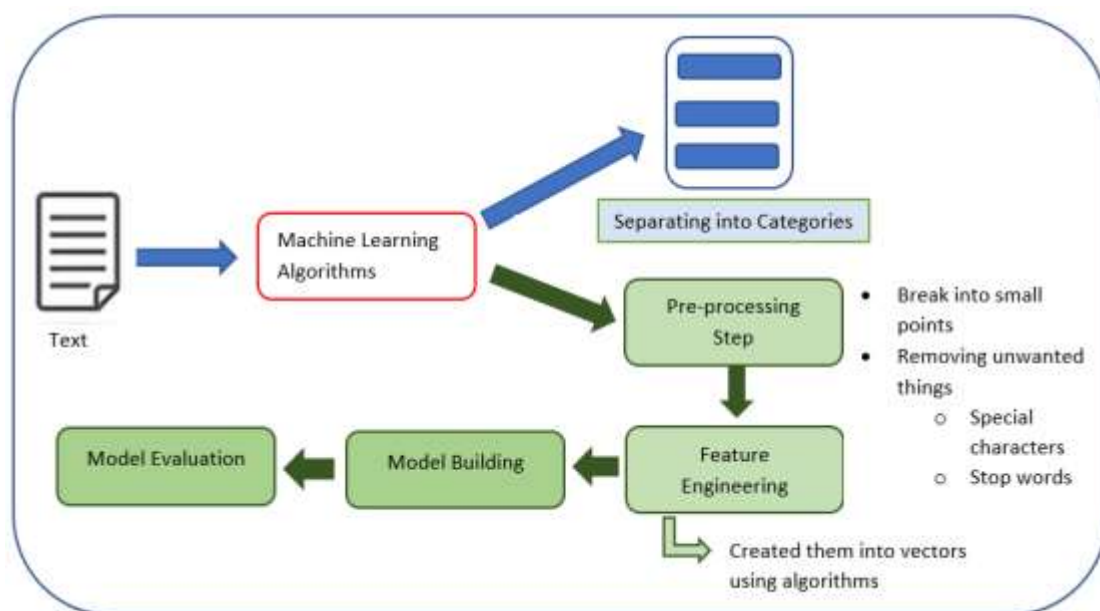 Separating into Categories
Machine Learning
Algorithms
Text
Pre-processing
Step
• Break into small
points
• Removing unwanted
things
o Special
characters
o Stop words
Feature
Engineering
Model Building
Model Evaluation
Created them into vectors
using algorithms